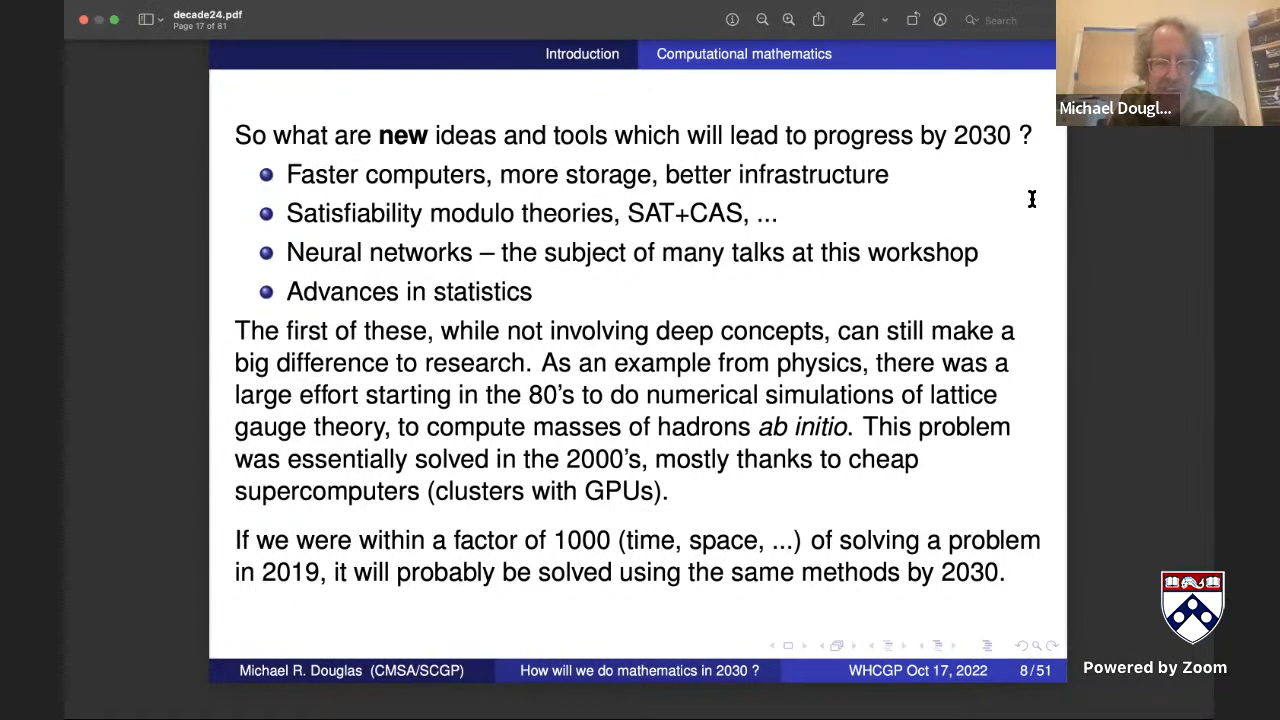 decade24.pdf
Page 17 of 81
Search
Introduction
Computational mathematics
Michael Dougl...
So what are new ideas and tools which will lead to progress by 2030 ?
Faster computers, more storage, better infrastructure
Satisfiability modulo theories, SAT+CAS, ...
Neural networks – the subject of many talks at this workshop
Advances in statistics
The first of these, while not involving deep concepts, can still make a
big difference to research. As an example from physics, there was a
large effort starting in the 80's to do numerical simulations of lattice
gauge theory, to compute masses of hadrons ab initio. This problem
was essentially solved in the 2000's, mostly thanks to cheap
supercomputers (clusters with GPUs).
If we were within a factor of 1000 (time, space, ...) of solving a problem
in 2019, it will probably be solved using the same methods by 2030.
Michael R. Douglas (CMSA/SCGP)
How will we do mathematics in 2030 ?
WHCGP Oct 17, 2022
8/51
Powered by Zoom